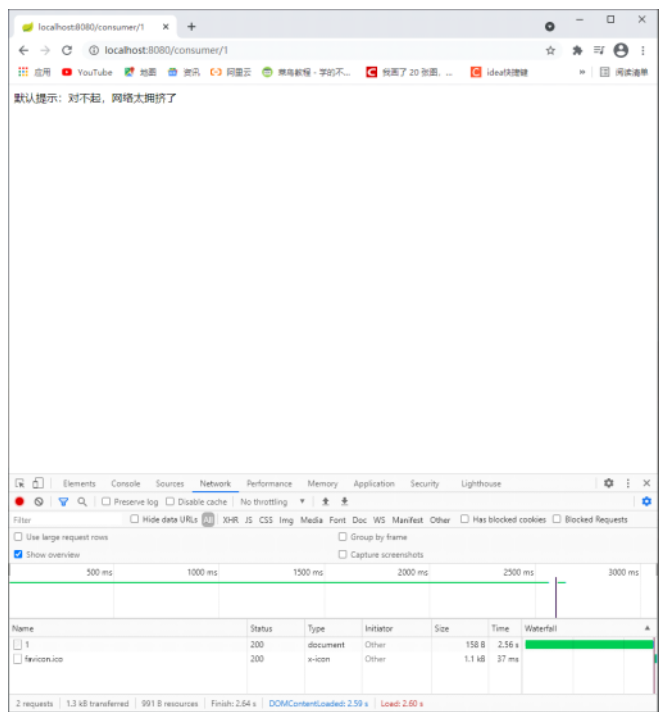 localhost:8080/consumer/1
localhost:8080/consumer/1
应用 YouTube 地图 资讯 阿里云 菜鸟教程 - 学的不... 我画了 20 张图, ... idea快捷键 » 阅读清单
默认提示：对不起，网络太拥挤了
Elements Console Sources Network Performance Memory Application Security Lighthouse
Preserve log Disable cache No throttling
Filter Hide data URLs All XHR JS CSS Img Media Font Doc WS Manifest Other Has blocked cookies Blocked Requests
Use large request rows Group by frame
Show overview Capture screenshots
500 ms 1000 ms 1500 ms 2000 ms 2500 ms 3000 ms
Name Status Type Initiator Size Time Waterfall
1 200 document Other 158 B 2.56 s
favicon.ico 200 x-icon Other 1.1 kB 37 ms
2 requests 1.3 kB transferred 991 B resources Finish: 2.64 s DOMContentLoaded: 2.59 s Load: 2.60 s